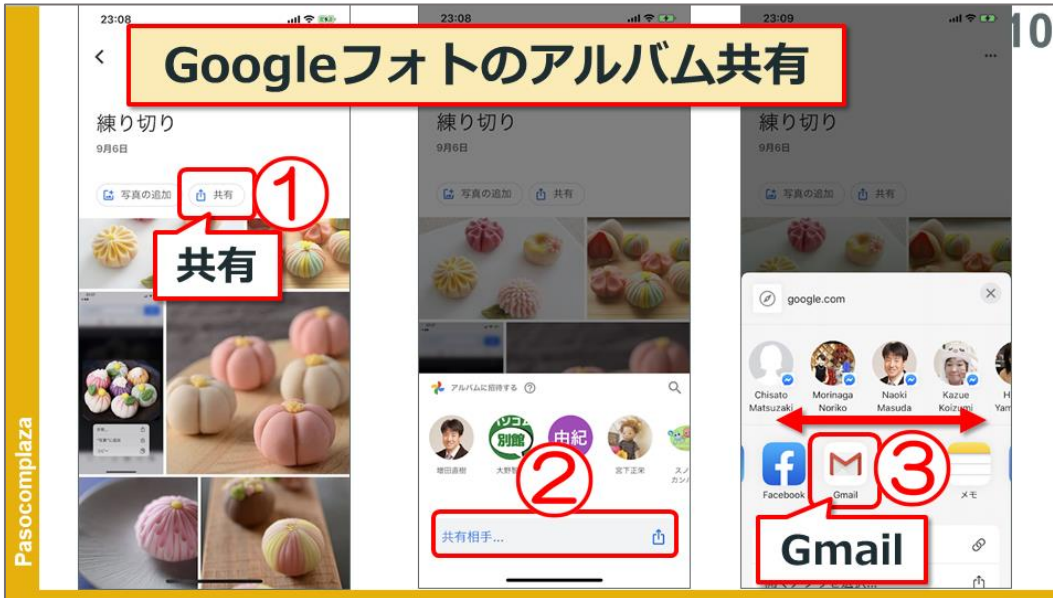 Googleフォトのアルバム共有
10
Pasocomplaza
23:08
練り切り
9月6日
写真の追加
共有
①
共有
23:08
練り切り
9月6日
写真の追加
共有
アルバムに招待する
別館
由紀
増田直樹
宮下正栄
②
共有相手...
23:09
練り切り
9月6日
写真の追加
共有
google.com
Chisato
Matsuzaki
Morinaga
Noriko
Naoki
Masuda
Kazue
Koizumi
Facebook
Gmail
メモ
③
Gmail